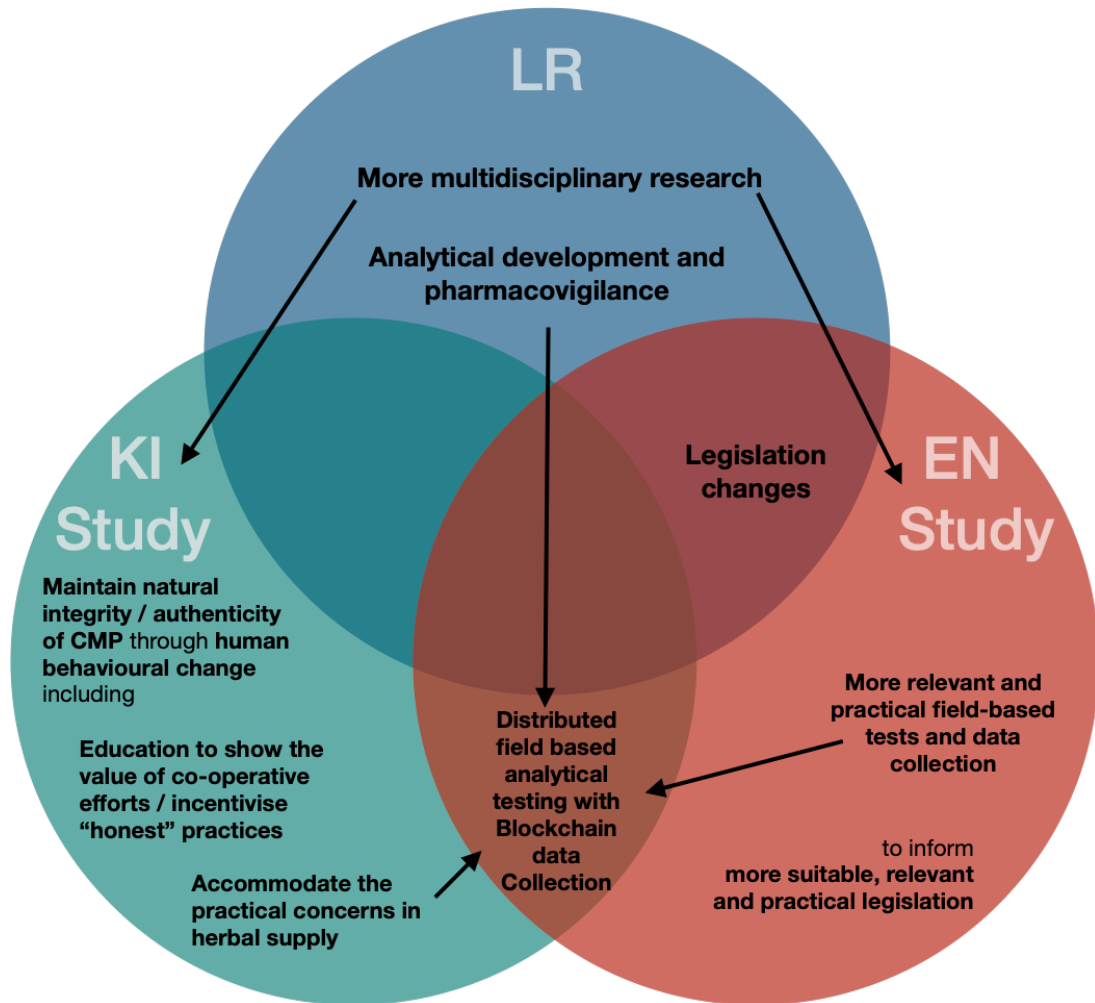 LR
More multidisciplinary research
Analytical development and
pharmacovigilance
KI
Study
EN
Study
Legislation
changes
Maintain natural
integrity / authenticity
of CMP through human
behavioural change
including
Education to show the
value of co-operative
efforts / incentivise
“honest” practices
Accommodate the
practical concerns in
herbal supply
Distributed
field based
analytical
testing with
Blockchain
data
Collection
More relevant and
practical field-based
tests and data
collection
to inform
more suitable, relevant
and practical legislation